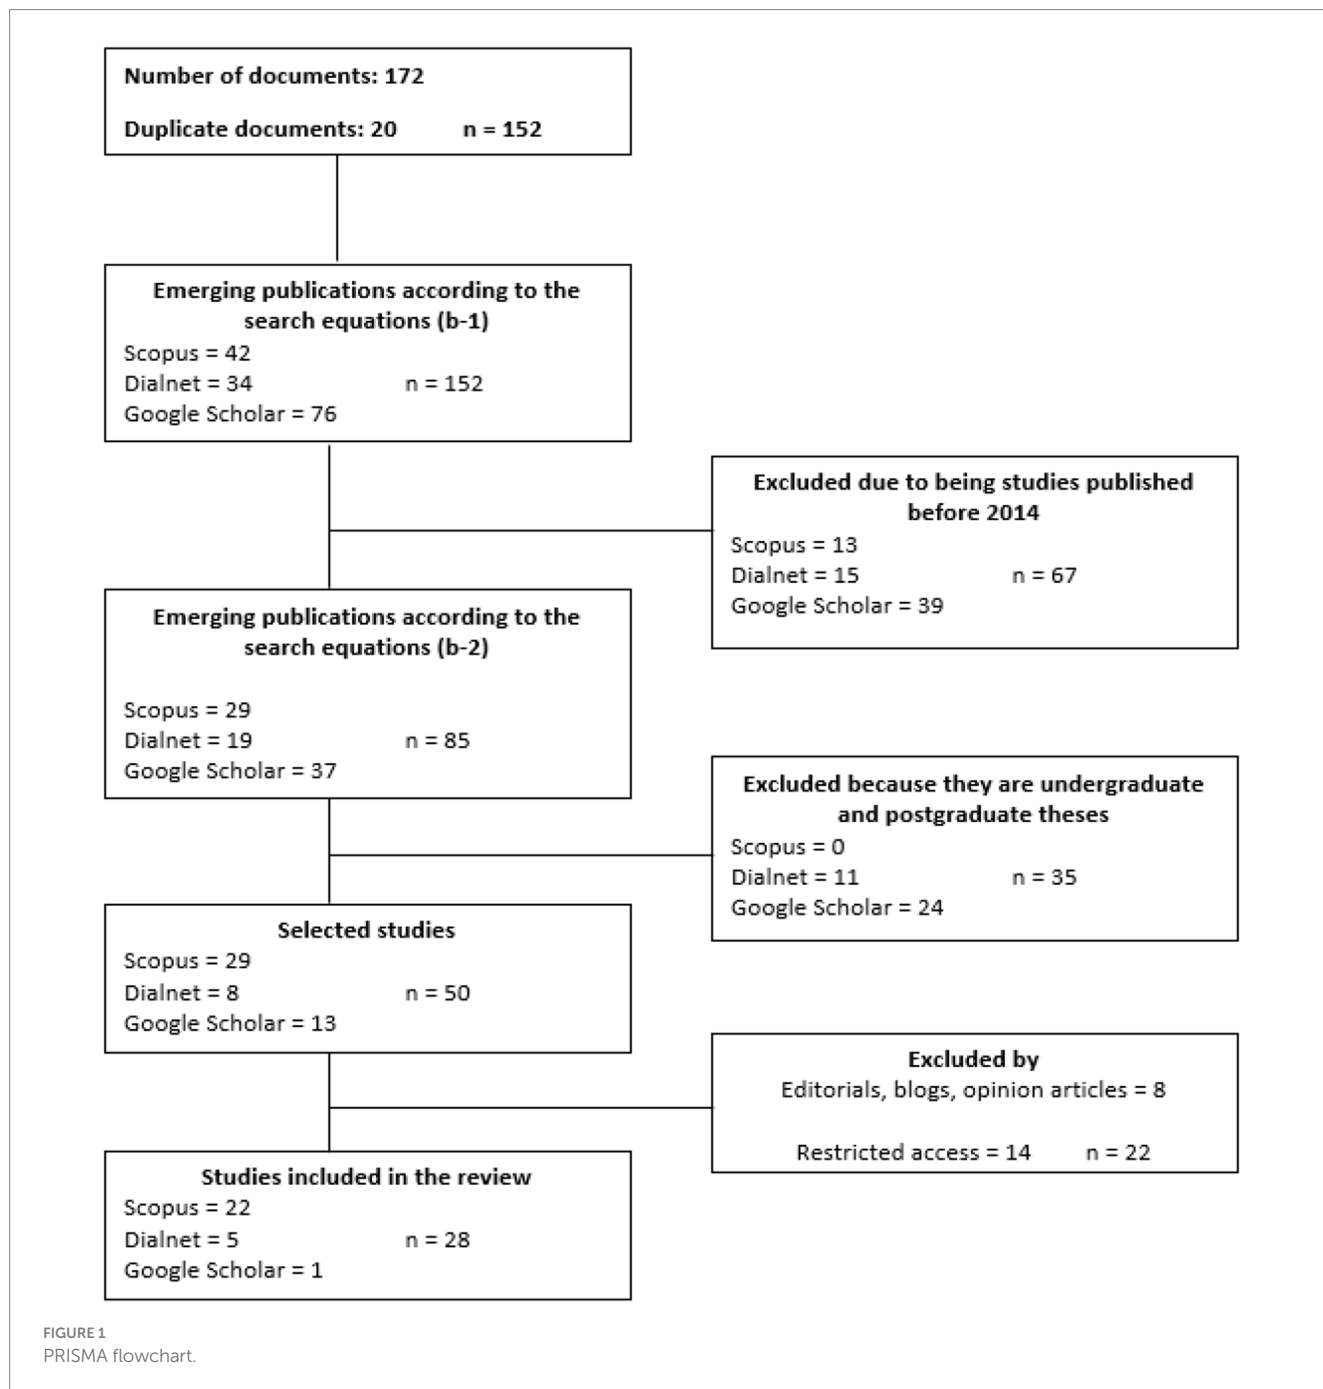 Number of documents: 172
Duplicate documents: 20 n = 152
Emerging publications according to the
search equations (b-1)
Scopus = 42
Dialnet = 34 n = 152
Google Scholar = 76
Excluded due to being studies published
before 2014
Scopus = 13
Dialnet = 15 n = 67
Google Scholar = 39
Emerging publications according to the
search equations (b-2)
Scopus = 29
Dialnet = 19 n = 85
Google Scholar = 37
Excluded because they are undergraduate
and postgraduate theses
Scopus = 0
Dialnet = 11 n = 35
Google Scholar = 24
Selected studies
Scopus = 29
Dialnet = 8 n = 50
Google Scholar = 13
Excluded by
Editorials, blogs, opinion articles = 8
Restricted access = 14 n = 22
Studies included in the review
Scopus = 22
Dialnet = 5 n = 28
Google Scholar = 1
FIGURE 1
PRISMA flowchart.